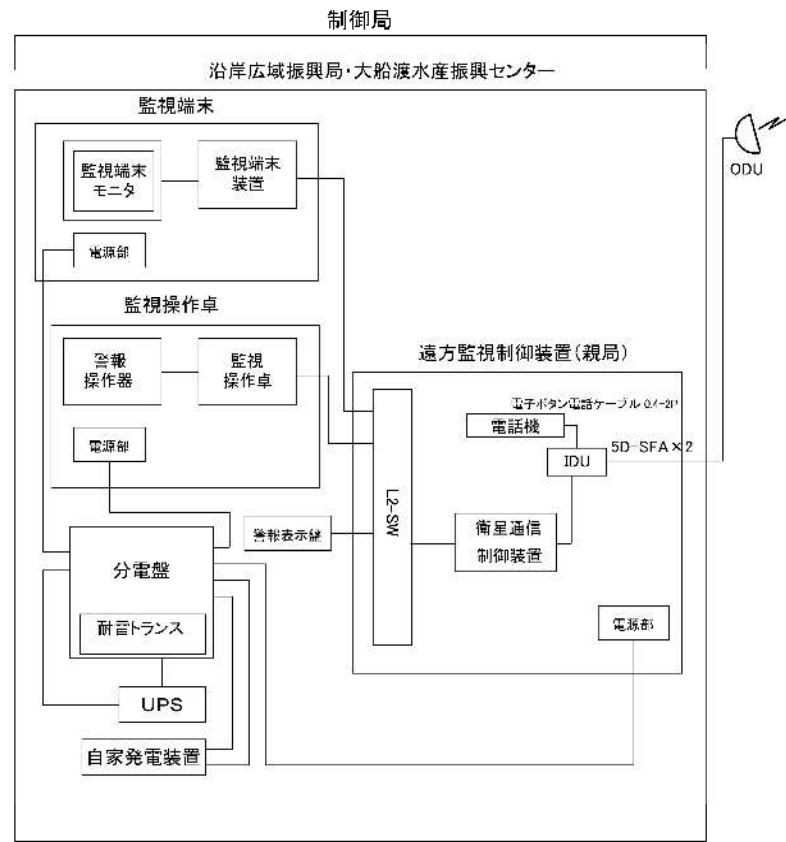 制御局
沿岸広域振興局・大船渡水産振興センター
監視端末
監視端末
モニタ
監視端末
装置
電源部
ODU
監視操作卓
警報
操作器
監視
操作卓
電源部
遠方監視制御装置(親局)
電子ボタン電話ケーブル 0.4-2P
電話機
IDU
5D-SFA×2
L2-SW
警報表示盤
衛星通信
制御装置
分電盤
耐雷トランス
電源部
UPS
自家発電装置